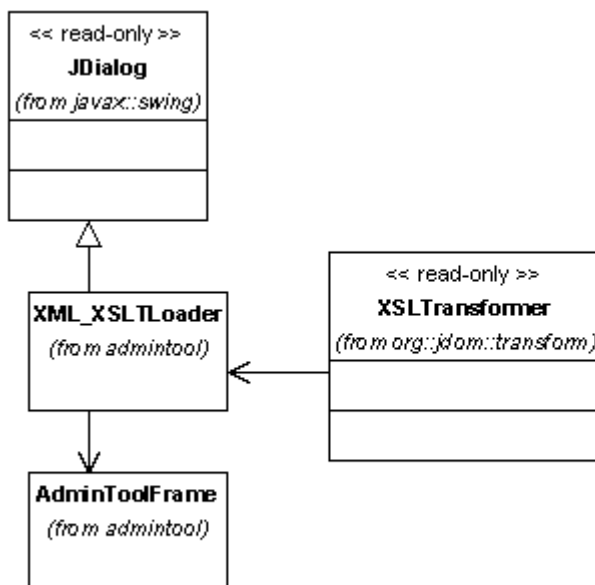 << read-only >>
JDialog
(from javax::swing)
XML_XSLTLoader
(from admintool)
<< read-only >>
XSLTransformer
(from org::jdom::transform)
AdminToolFrame
(from admintool)